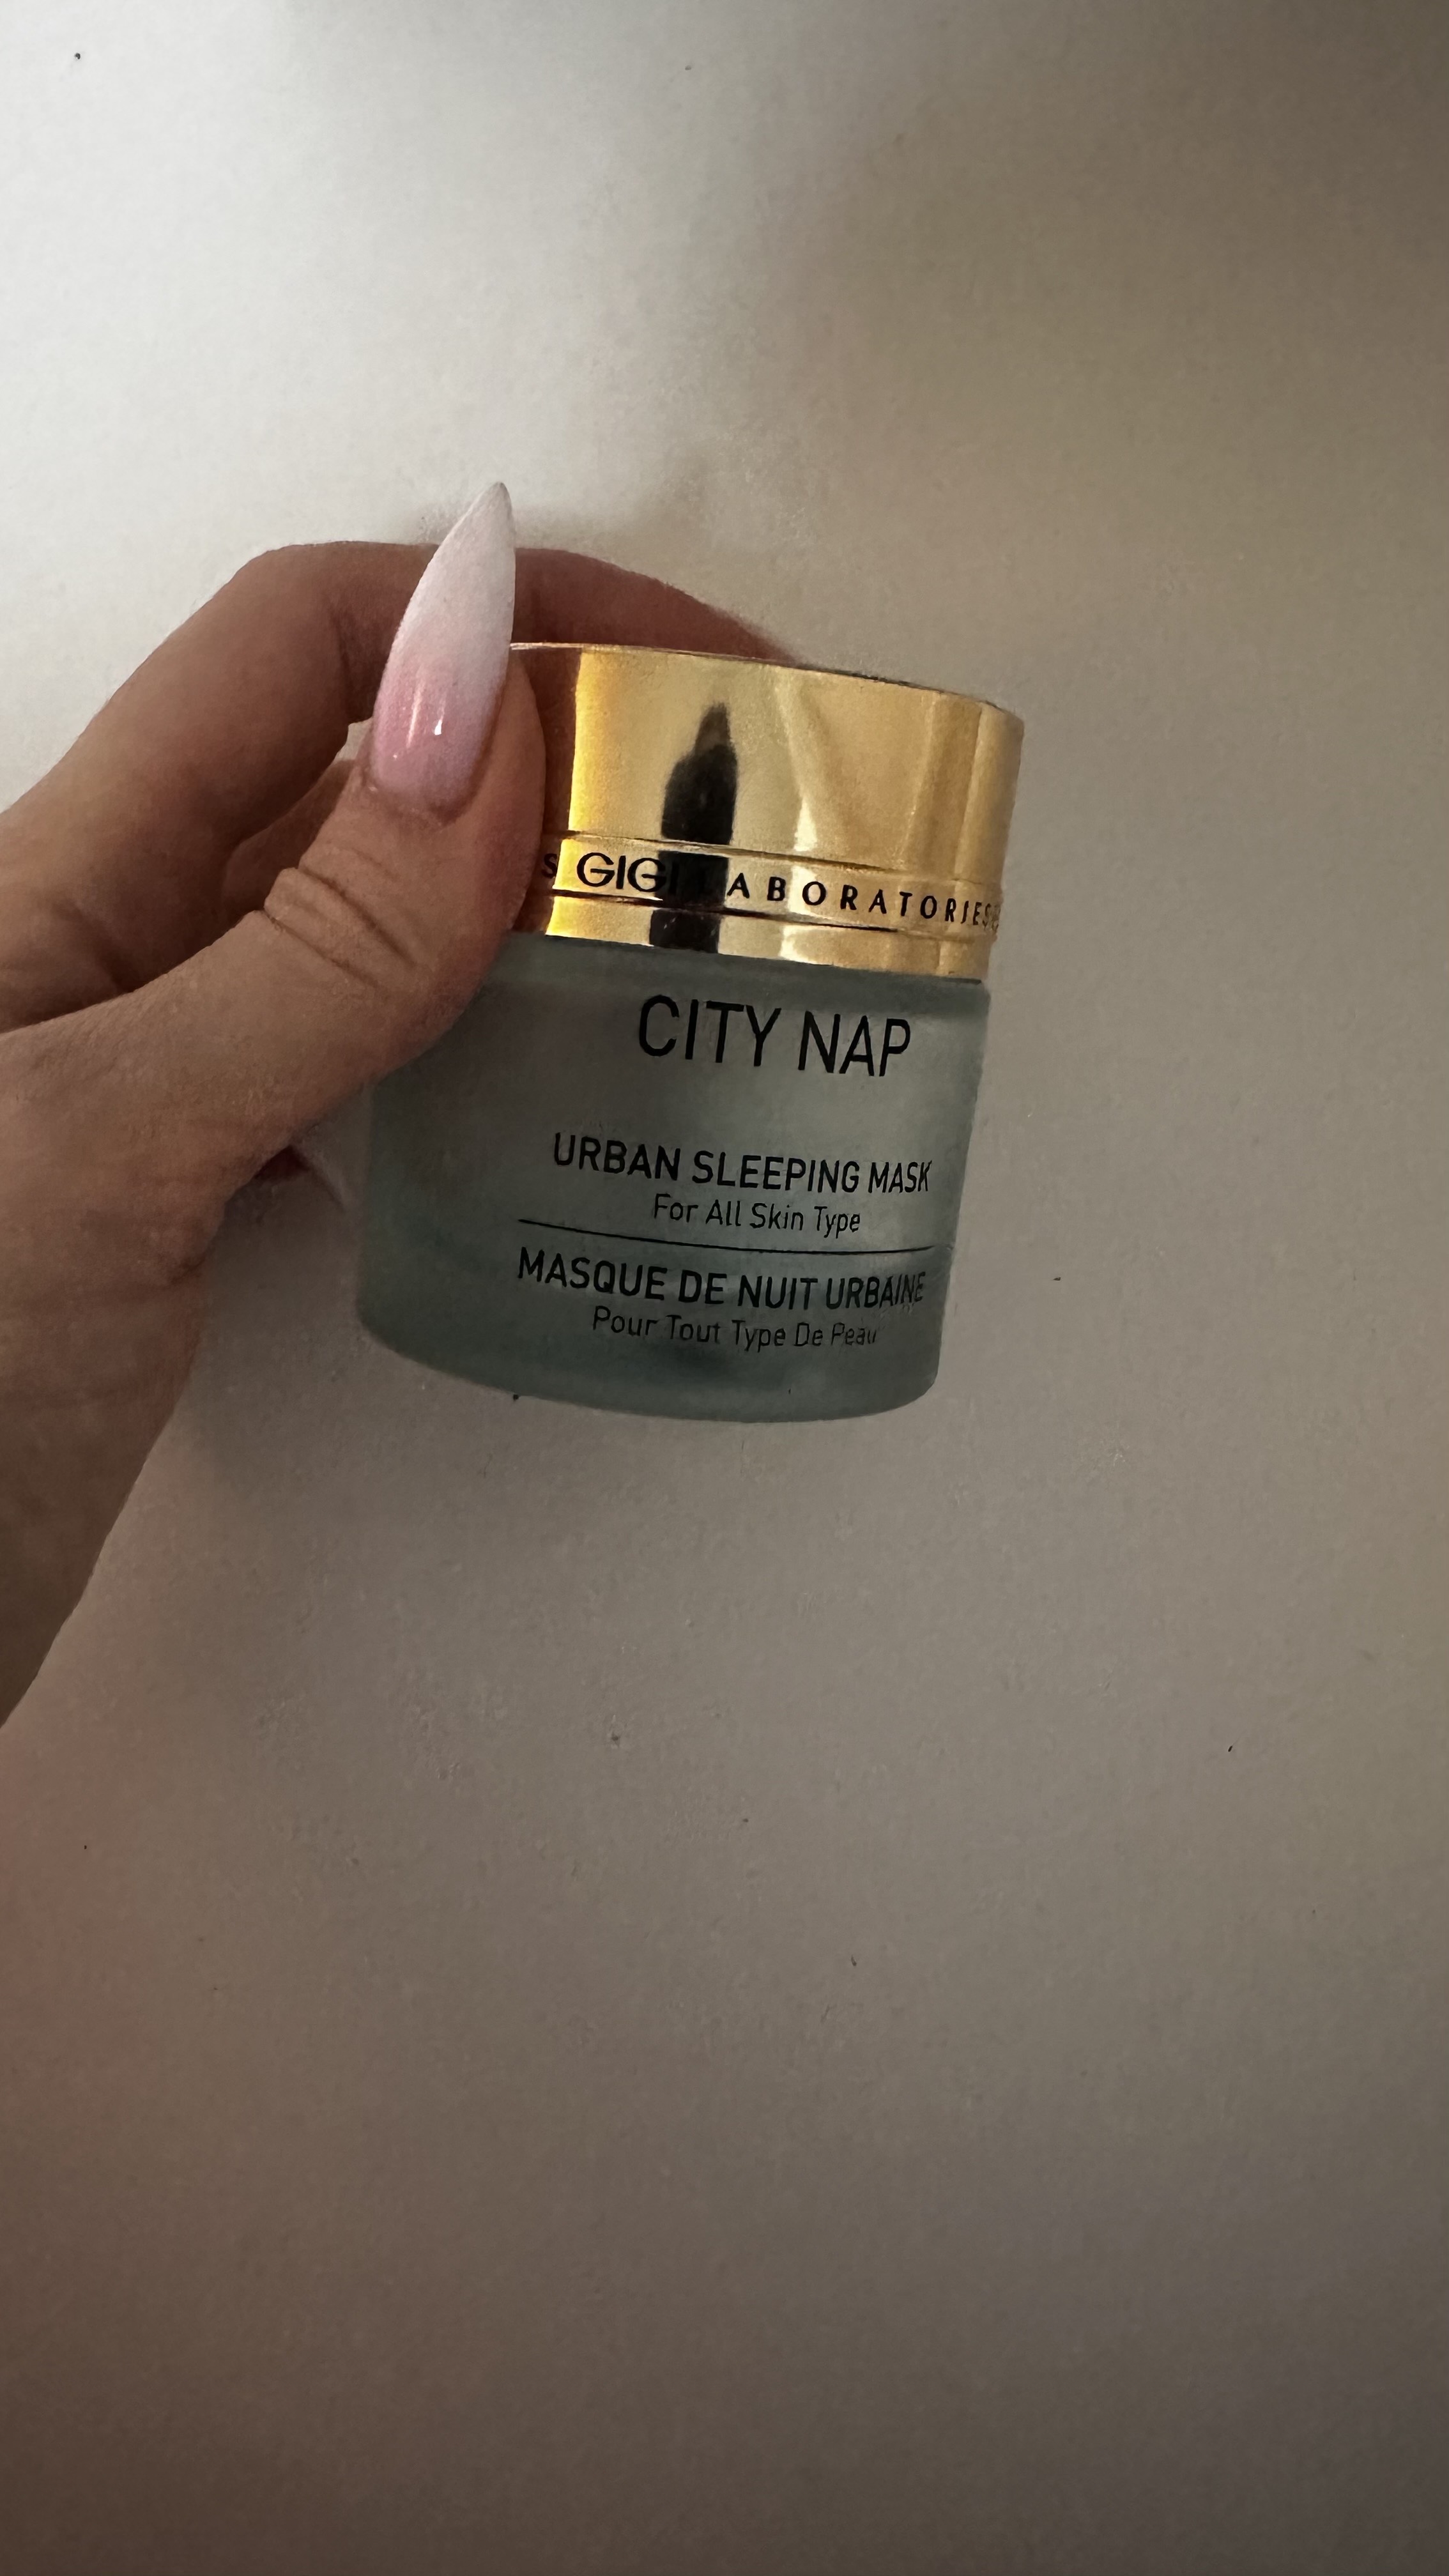 S GIGI LABORATORIES
CITY NAP
URBAN SLEEPING MASK
For All Skin Type
MASQUE DE NUIT URBAINE
Pour Tout Type De Peau